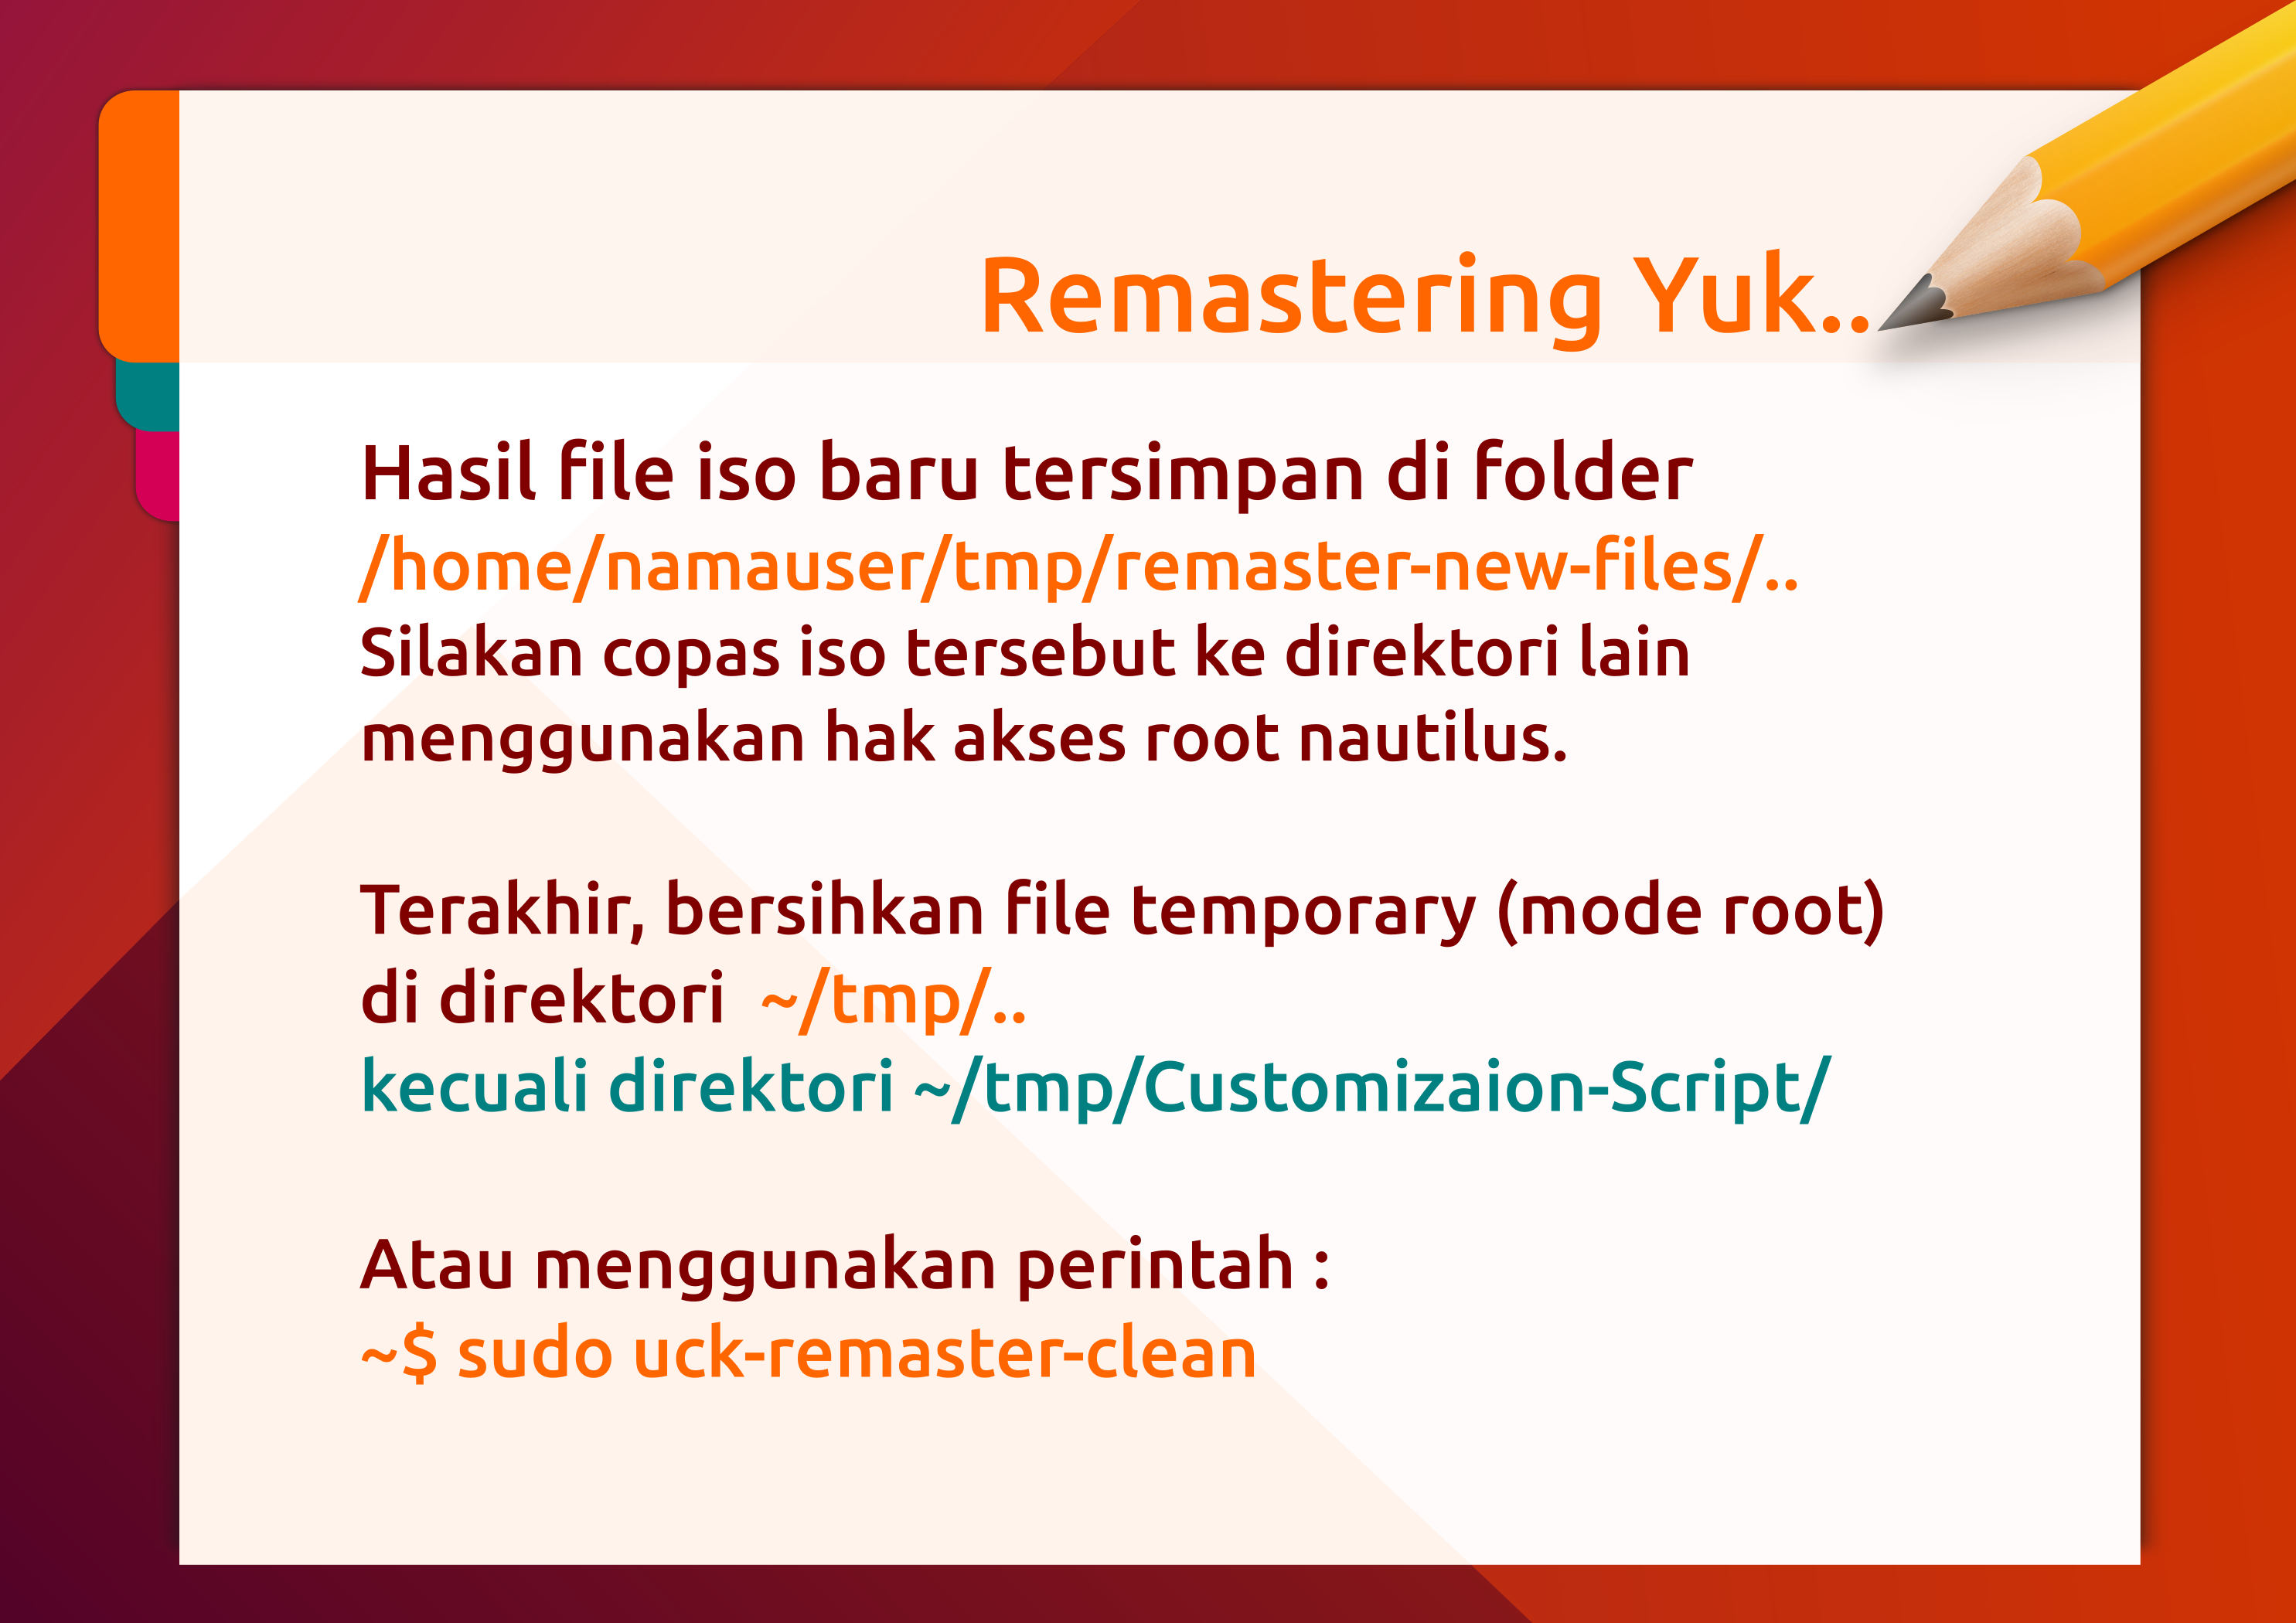 Remastering Yuk..
Hasil file iso baru tersimpan di folder
/home/namauser/tmp/remaster-new-files/..
Silakan copas iso tersebut ke direktori lain
menggunakan hak akses root nautilus.
Terakhir, bersihkan file temporary (mode root)
di direktori ~/tmp/..
kecuali direktori ~/tmp/Customizaion-Script/
Atau menggunakan perintah :
~$ sudo uck-remaster-clean